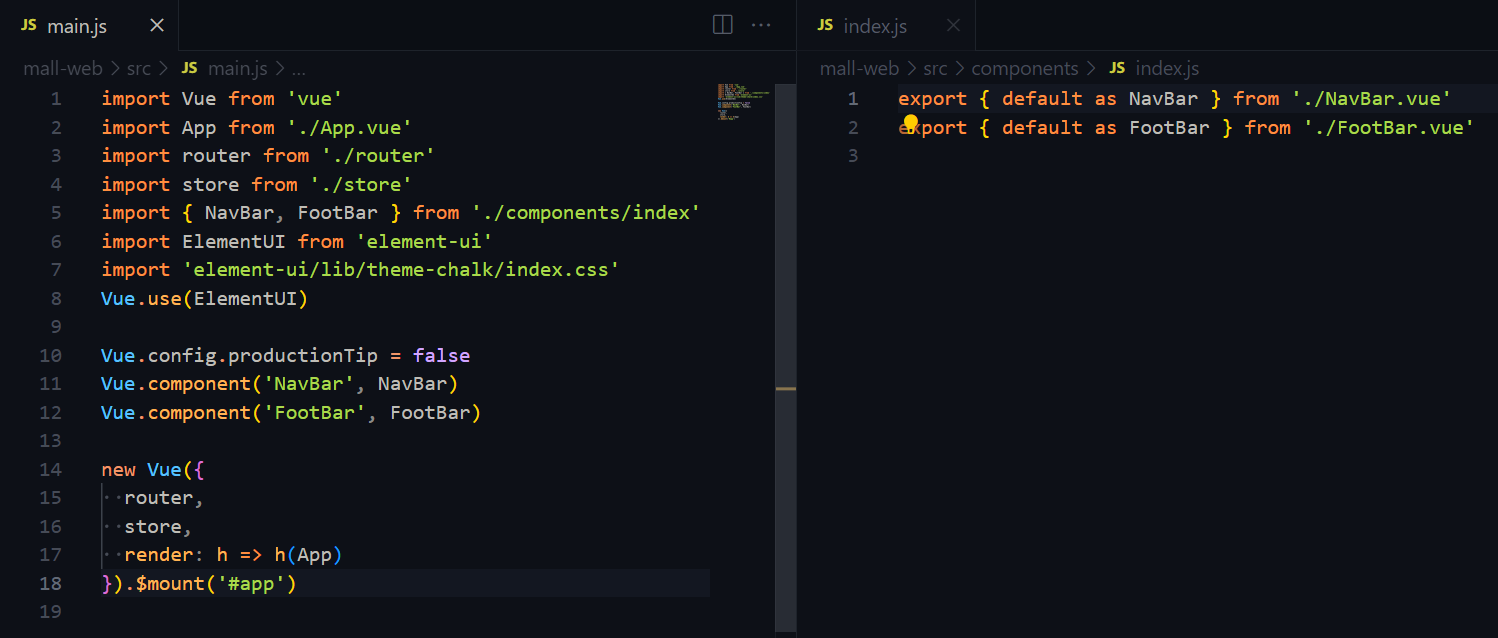 JS main.js
mall-web > src > JS main.js > ...
1 import Vue from 'vue'
2 import App from './App.vue'
3 import router from './router'
4 import store from './store'
5 import { NavBar, FootBar } from './components/index'
6 import ElementUI from 'element-ui'
7 import 'element-ui/lib/theme-chalk/index.css'
8 Vue.use(ElementUI)
9
10 Vue.config.productionTip = false
11 Vue.component('NavBar', NavBar)
12 Vue.component('FootBar', FootBar)
13
14 new Vue({
15   router,
16   store,
17   render: h => h(App)
18 }).$mount('#app')
19
JS index.js
mall-web > src > components > JS index.js
1 export { default as NavBar } from './NavBar.vue'
2 export { default as FootBar } from './FootBar.vue'
3